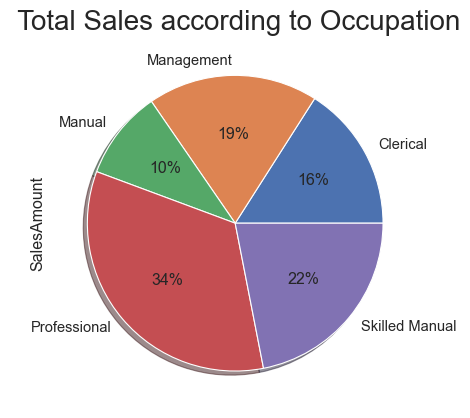 Total Sales according to Occupation
Management
Manual
Clerical
19%
10%
16%
SalesAmount
34%
22%
Professional
Skilled Manual